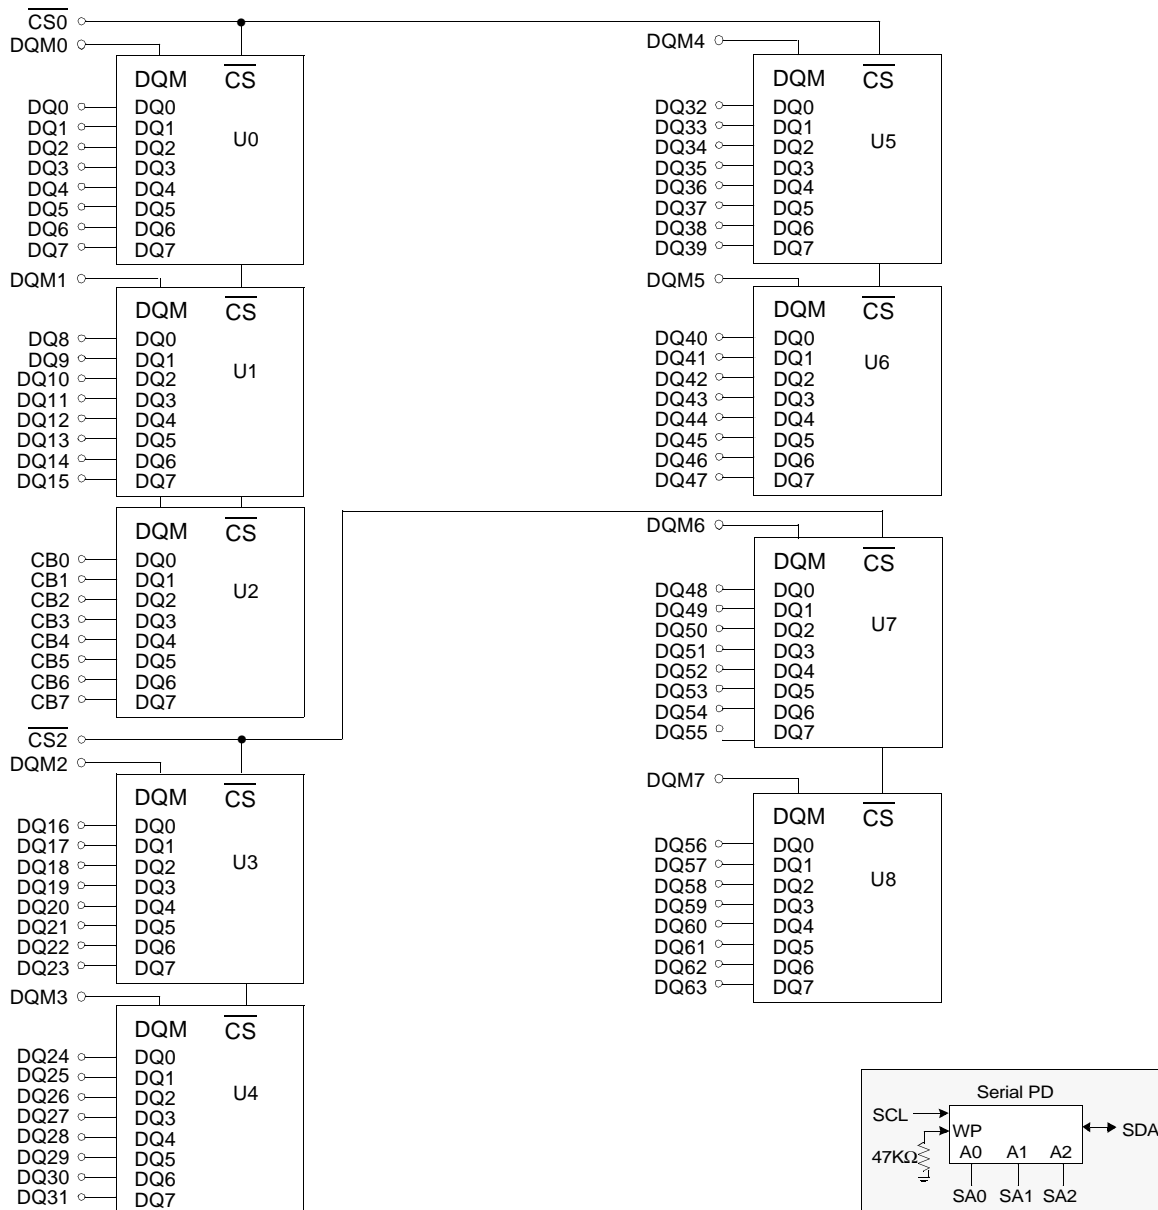 CS0
DQM0
DQM CS
DQ0 DQ0
DQ1 DQ1
DQ2 DQ2
U0
DQ3 DQ3
DQ4 DQ4
DQ5 DQ5
DQ6 DQ6
DQ7 DQ7
DQM1
DQM CS
DQ8 DQ0
DQ9 DQ1
DQ10 DQ2
U1
DQ11 DQ3
DQ12 DQ4
DQ13 DQ5
DQ14 DQ6
DQ15 DQ7
DQM CS
CB0 DQ0
CB1 DQ1
CB2 DQ2
U2
CB3 DQ3
CB4 DQ4
CB5 DQ5
CB6 DQ6
CB7 DQ7
CS2
DQM2
DQM CS
DQ16 DQ0
DQ17 DQ1
DQ18 DQ2
U3
DQ19 DQ3
DQ20 DQ4
DQ21 DQ5
DQ22 DQ6
DQ23 DQ7
DQM3
DQM CS
DQ24 DQ0
DQ25 DQ1
DQ26 DQ2
U4
DQ27 DQ3
DQ28 DQ4
DQ29 DQ5
DQ30 DQ6
DQ31 DQ7
DQM4
DQM CS
DQ32 DQ0
DQ33 DQ1
DQ34 DQ2
U5
DQ35 DQ3
DQ36 DQ4
DQ37 DQ5
DQ38 DQ6
DQ39 DQ7
DQM5
DQM CS
DQ40 DQ0
DQ41 DQ1
U6
DQ42 DQ2
DQ43 DQ3
DQ44 DQ4
DQ45 DQ5
DQ46 DQ6
DQ47 DQ7
DQM6
DQM CS
DQ48 DQ0
DQ49 DQ1
DQ50 DQ2
U7
DQ51 DQ3
DQ52 DQ4
DQ53 DQ5
DQ54 DQ6
DQ55 DQ7
DQM7
DQM CS
DQ56 DQ0
DQ57 DQ1
DQ58 DQ2
U8
DQ59 DQ3
DQ60 DQ4
DQ61 DQ5
DQ62 DQ6
DQ63 DQ7
Serial PD
SCL
WP
SDA
47KΩ
A0 A1 A2
SA0 SA1 SA2